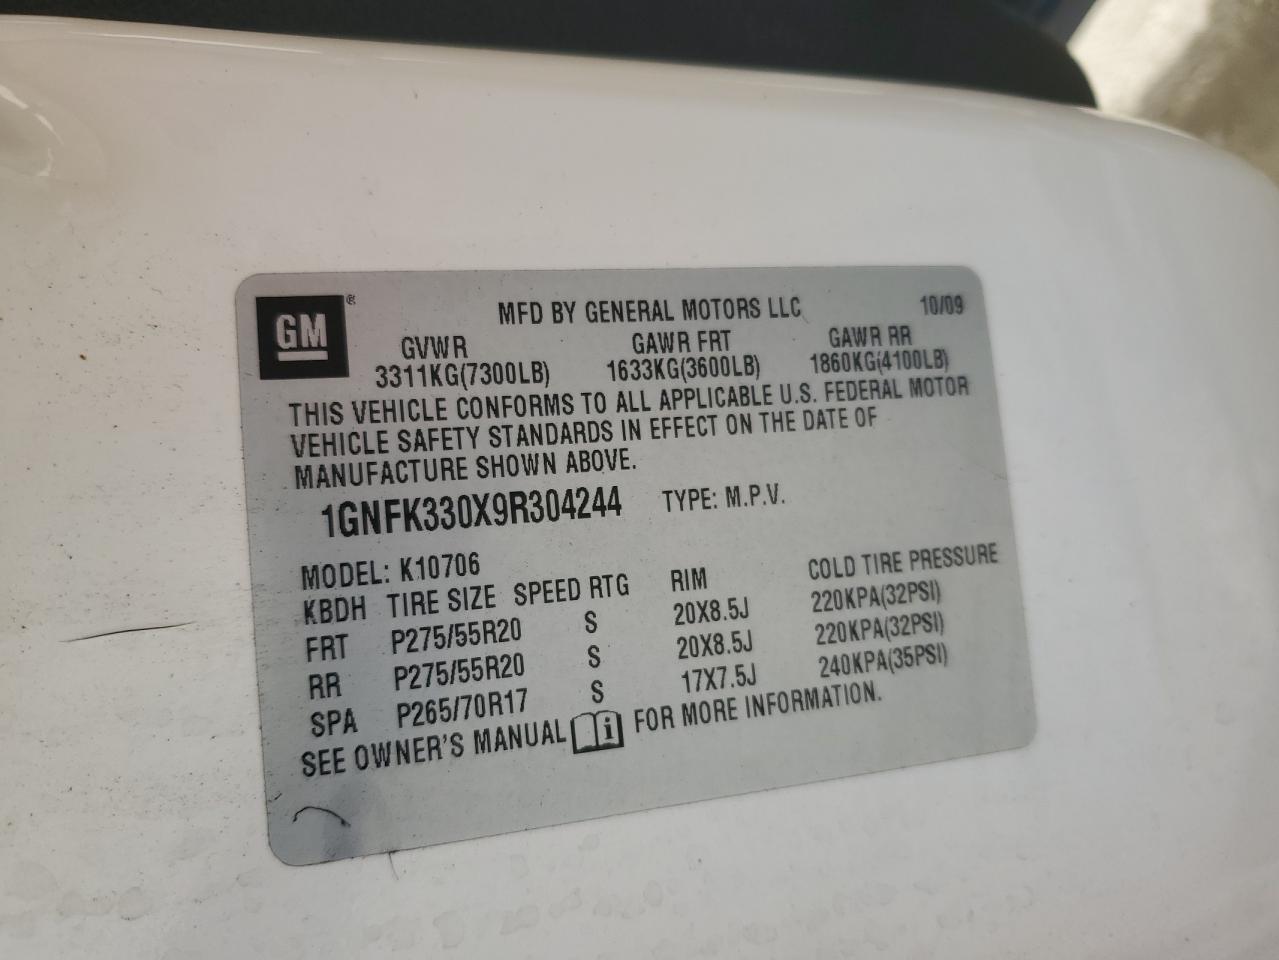 GM ® MFD BY GENERAL MOTORS LLC 10/09
GVWR GAWR FRT GAWR RR
3311KG(7300LB) 1633KG(3600LB) 1860KG(4100LB)
THIS VEHICLE CONFORMS TO ALL APPLICABLE U.S. FEDERAL MOTOR
VEHICLE SAFETY STANDARDS IN EFFECT ON THE DATE OF
MANUFACTURE SHOWN ABOVE.
1GNFK330X9R304244 TYPE: M.P.V.
MODEL: K10706
KBDH TIRE SIZE SPEED RTG RIM COLD TIRE PRESSURE
FRT P275/55R20 S 20X8.5J 220KPA(32PSI)
RR P275/55R20 S 20X8.5J 220KPA(32PSI)
SPA P265/70R17 S 17X7.5J 240KPA(35PSI)
SEE OWNER'S MANUAL i FOR MORE INFORMATION.